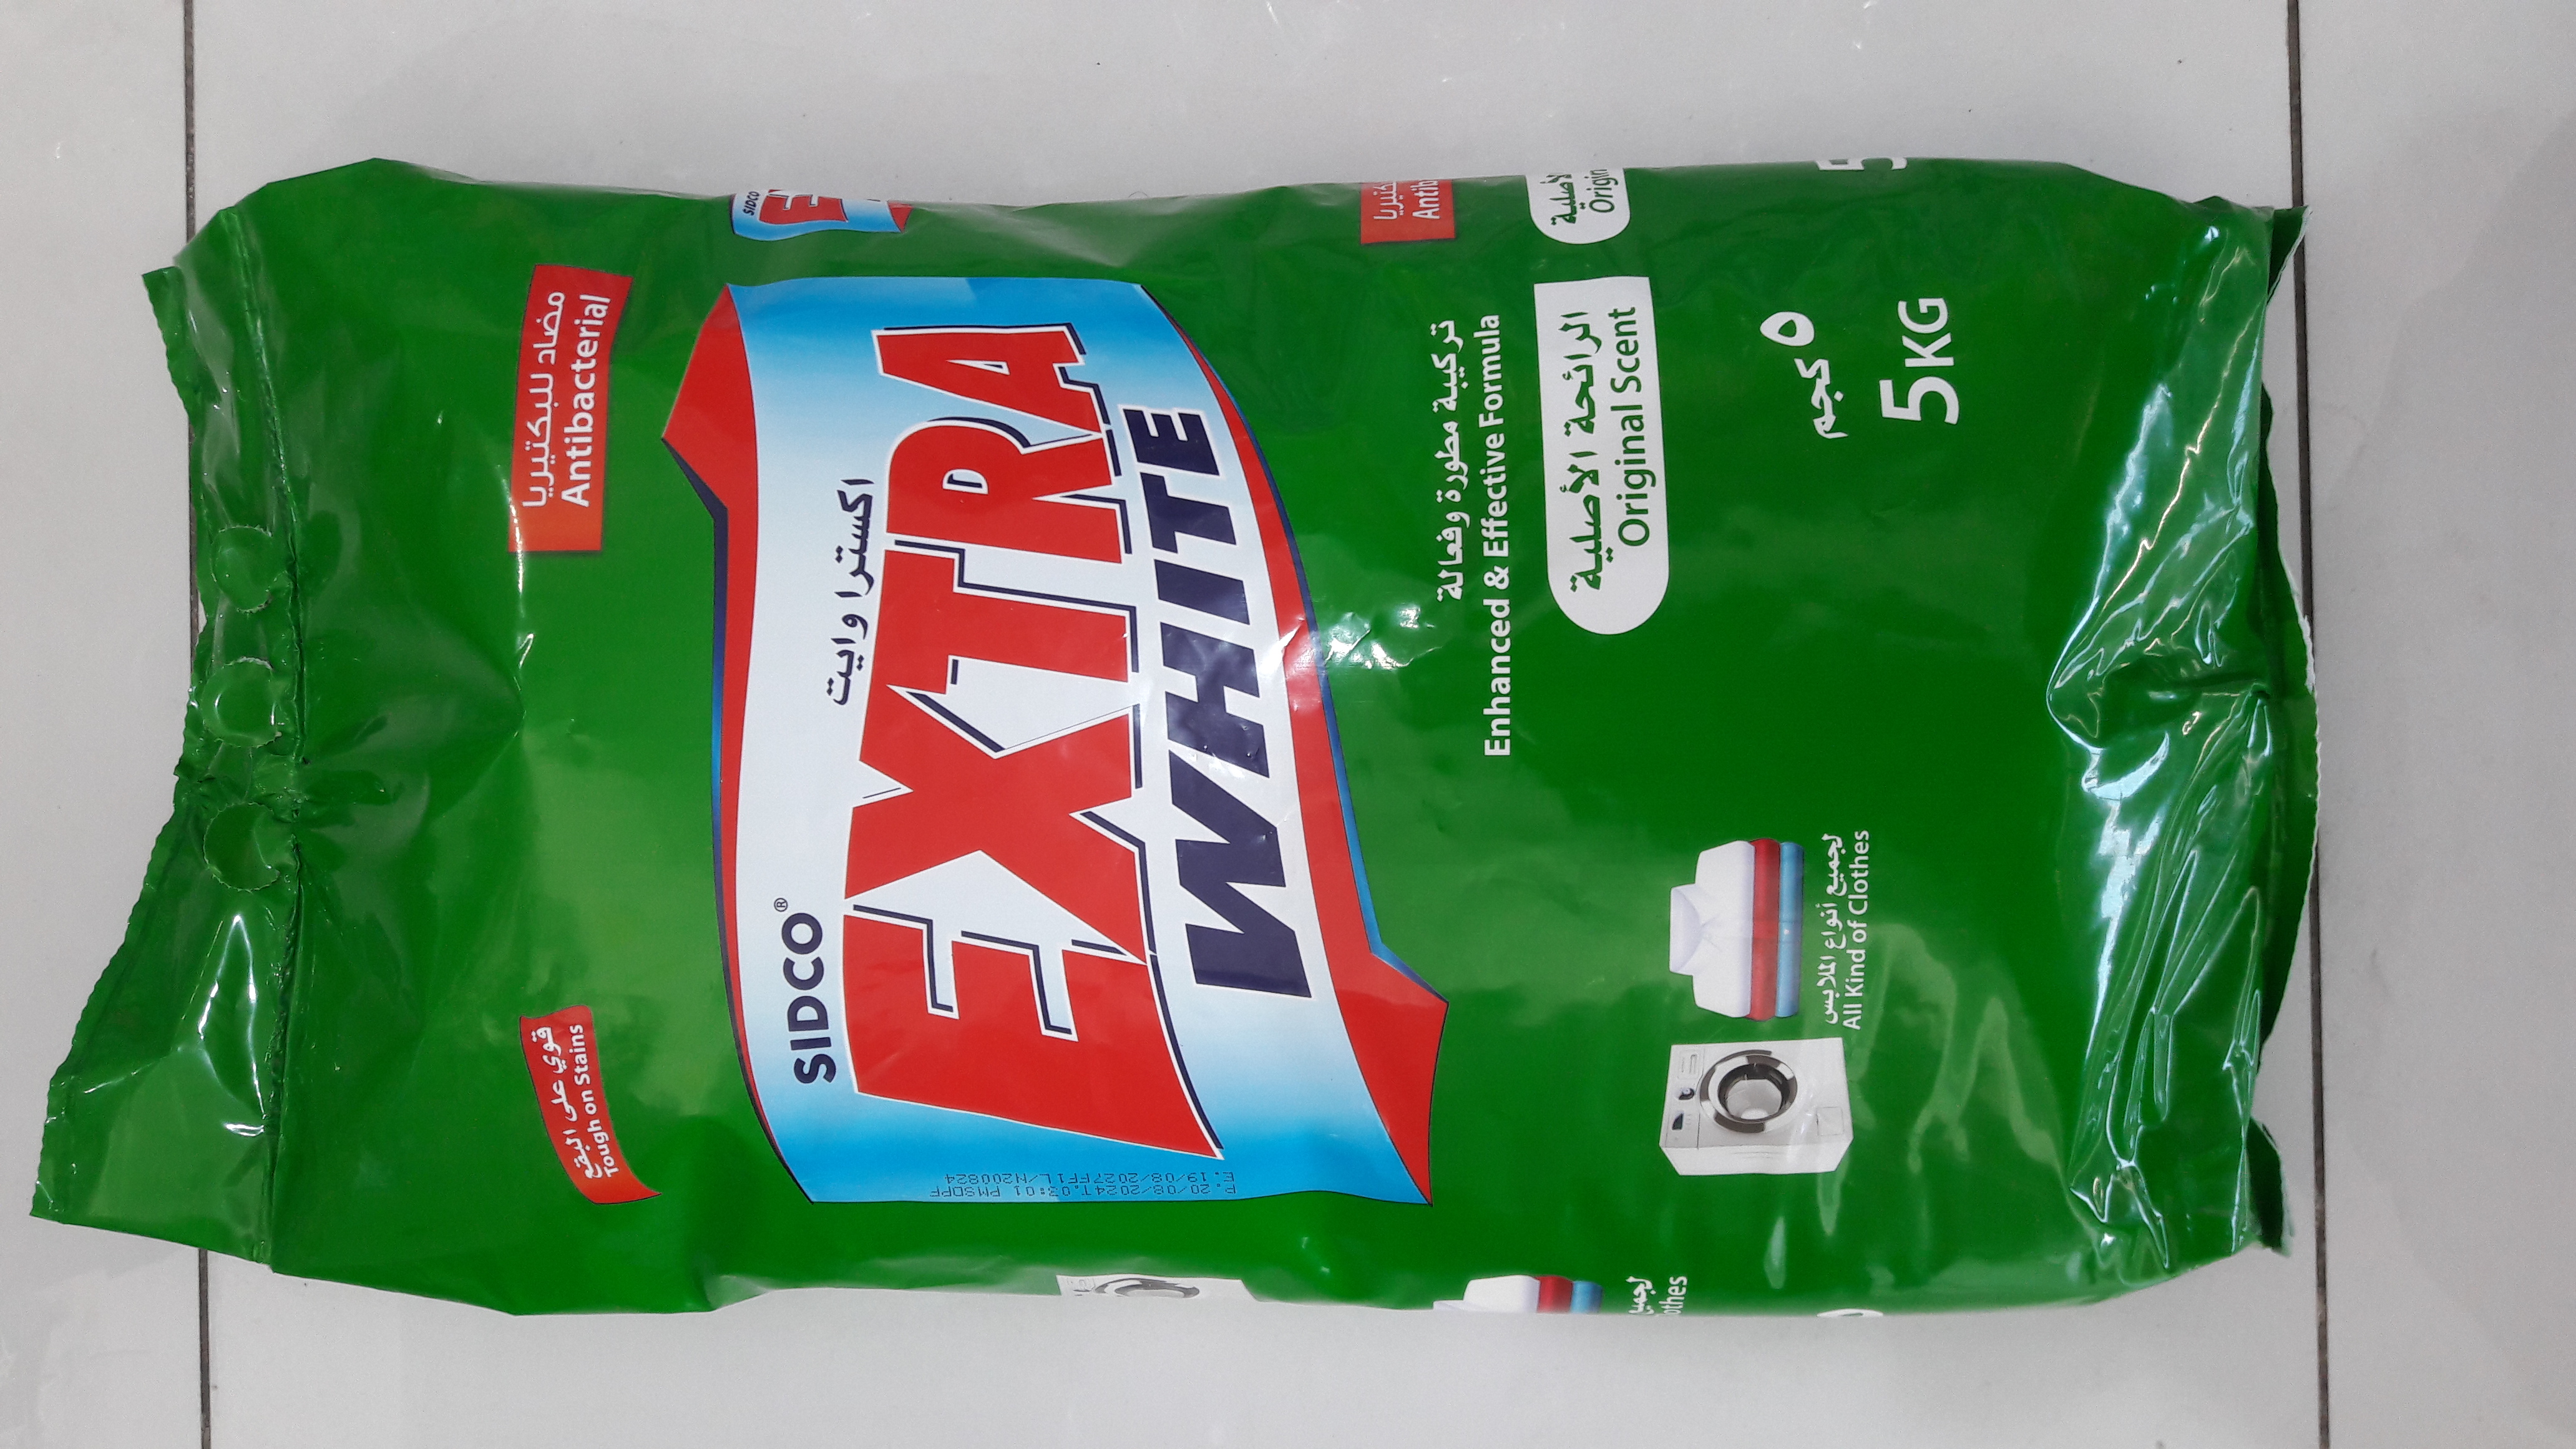 قوي على البقع
Tough on Stains
مضاد للبكتيريا
Antibacterial
SIDCO®
اكسترا وايت
EXTRA
WHITE
P.20/08/2024T.03:01 PMSDPF
E.19/08/2027FF1L/N200824
تركيبة مطورة وفعالة
Enhanced & Effective Formula
الرائحة الأصلية
Original Scent
لجميع أنواع الملابس
All Kind of Clothes
٥ كجم
5KG
SIDCO